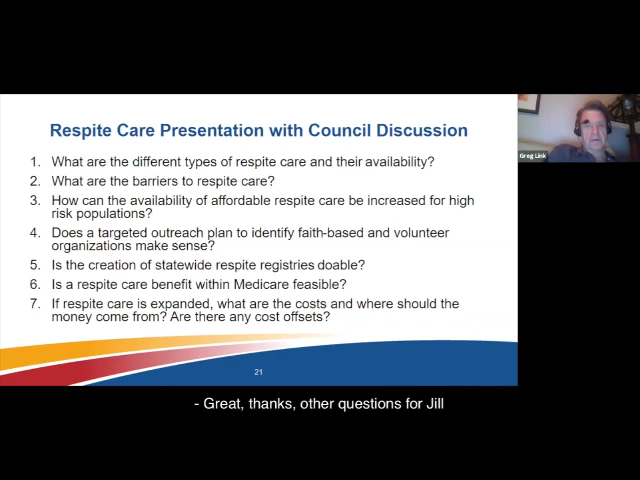 Respite Care Presentation with Council Discussion
1. What are the different types of respite care and their availability?
2. What are the barriers to respite care?
3. How can the availability of affordable respite care be increased for high
risk populations?
4. Does a targeted outreach plan to identify faith-based and volunteer
organizations make sense?
5. Is the creation of statewide respite registries doable?
6. Is a respite care benefit within Medicare feasible?
7. If respite care is expanded, what are the costs and where should the
money come from? Are there any cost offsets?
21
Greg Link
- Great, thanks, other questions for Jill